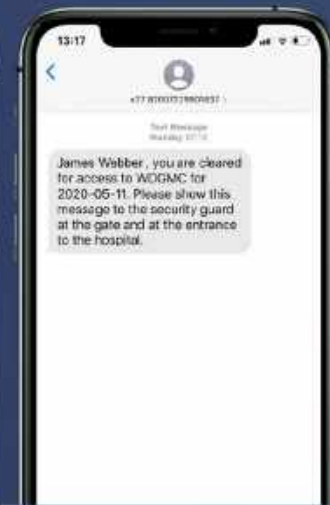 13:17
Text Message
James Webber, you are cleared
for access to WDGMC for
2020-05-11. Please show this
message to the security guard
at the gate and at the entrance
to the hospital.